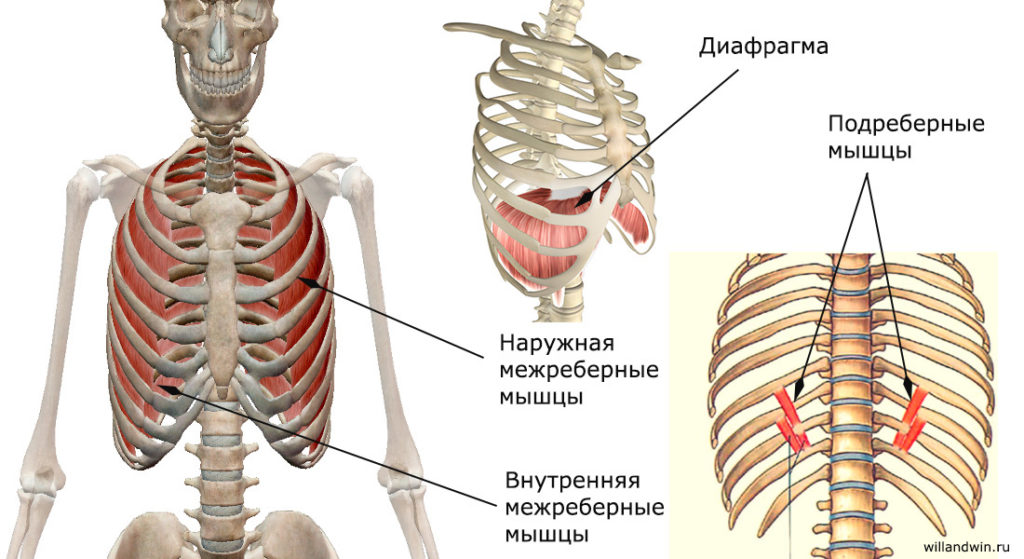 Диафрагма
Подреберные
мышцы
Наружная
межреберные
мышцы
Внутренняя
межреберные
мышцы
willandwin.ru